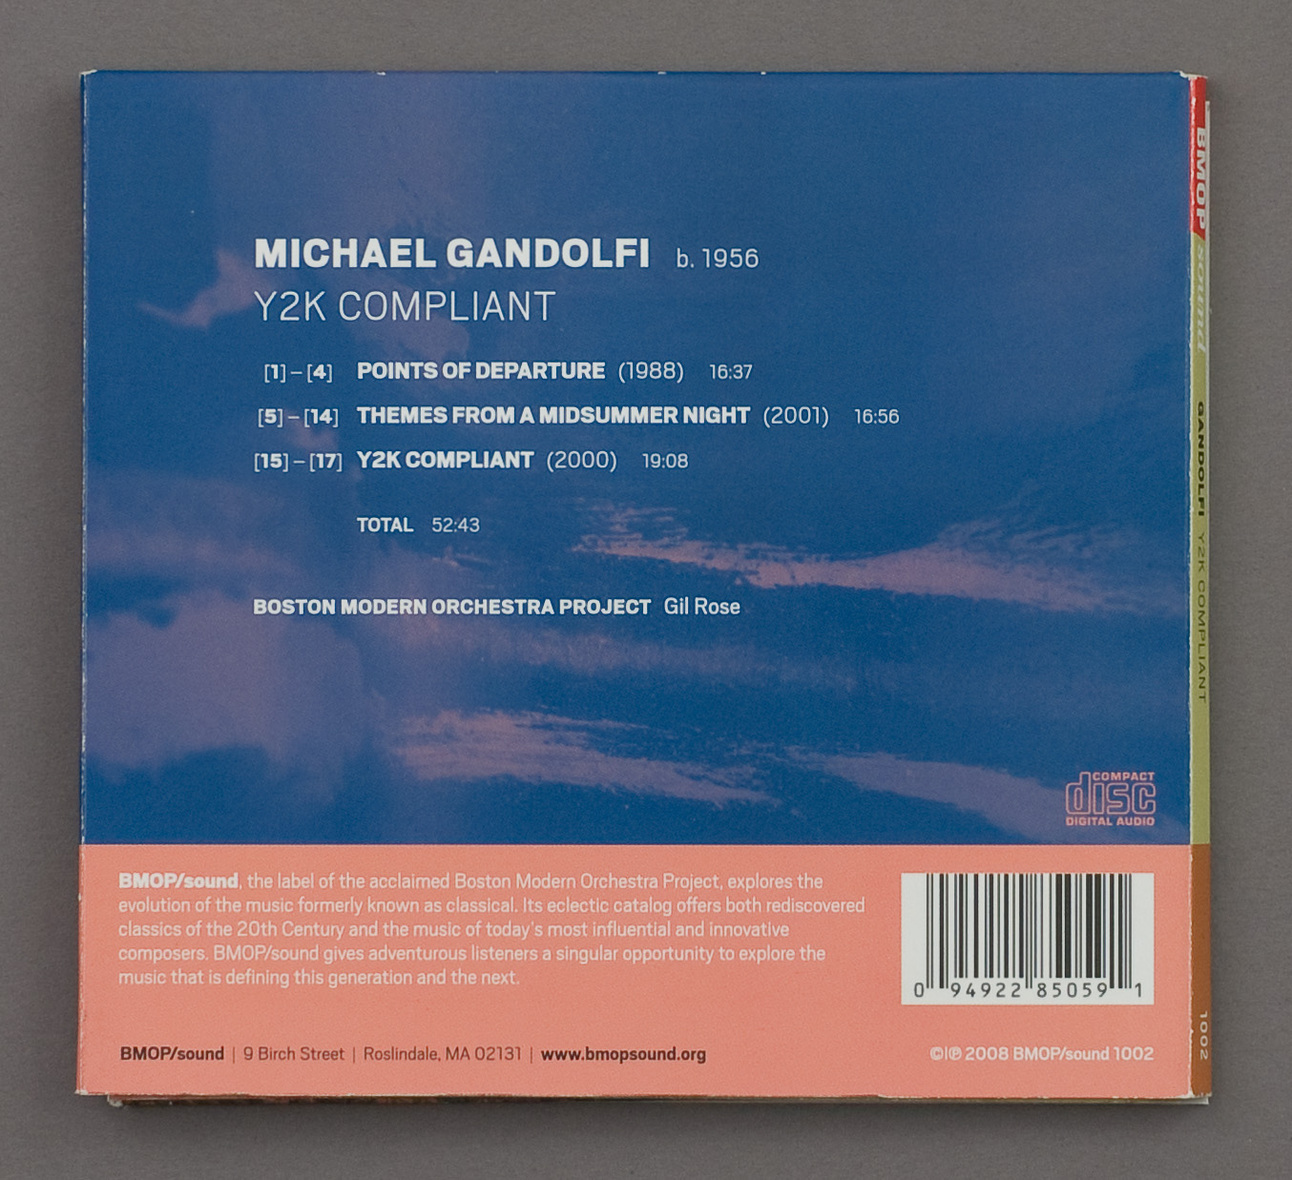 MICHAEL GANDOLFI b. 1956
Y2K COMPLIANT
[1] – [4] POINTS OF DEPARTURE (1988) 16:37
[5] – [14] THEMES FROM A MIDSUMMER NIGHT (2001) 16:56
[15] – [17] Y2K COMPLIANT (2000) 19:08
TOTAL 52:43
BOSTON MODERN ORCHESTRA PROJECT Gil Rose
COMPACT
disc
DIGITAL AUDIO
BMOP/sound, the label of the acclaimed Boston Modern Orchestra Project, explores the
evolution of the music formerly known as classical. Its eclectic catalog offers both rediscovered
classics of the 20th Century and the music of today's most influential and innovative
composers. BMOP/sound gives adventurous listeners a singular opportunity to explore the
music that is defining this generation and the next.
0 94922 85059 1
BMOP/sound | 9 Birch Street | Roslindale, MA 02131 | www.bmopsound.org
©|℗ 2008 BMOP/sound 1002
BMOP/sound GANDOLFI Y2K COMPLIANT 1002